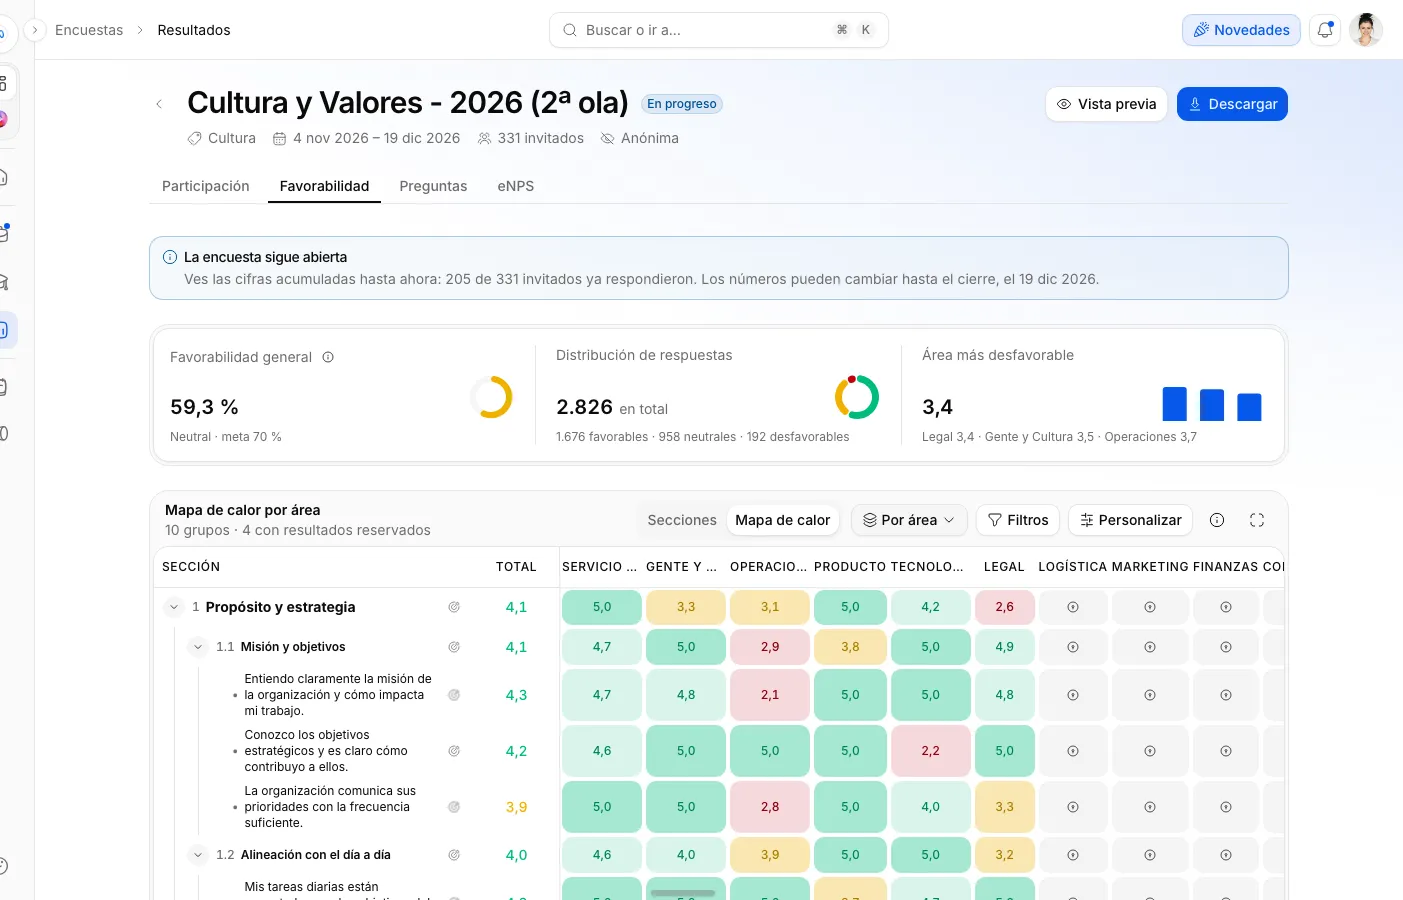 Encuestas
Resultados
Buscar o ir a...
⌘ K
Novedades
Cultura y Valores - 2026 (2ª ola)
En progreso
Vista previa
Descargar
Cultura
4 nov 2026 – 19 dic 2026
331 invitados
Anónima
Participación
Favorabilidad
Preguntas
eNPS
La encuesta sigue abierta
Ves las cifras acumuladas hasta ahora: 205 de 331 invitados ya respondieron. Los números pueden cambiar hasta el cierre, el 19 dic 2026.
Favorabilidad general
59,3 %
Neutral · meta 70 %
Distribución de respuestas
2.826 en total
1.676 favorables · 958 neutrales · 192 desfavorables
Área más desfavorable
3,4
Legal 3,4 · Gente y Cultura 3,5 · Operaciones 3,7
Mapa de calor por área
10 grupos · 4 con resultados reservados
Secciones
Mapa de calor
Por área
Filtros
Personalizar
SECCIÓN TOTAL SERVICIO ... GENTE Y ... OPERACIO... PRODUCTO TECNOLO... LEGAL LOGÍSTICA MARKETING FINANZAS
1 Propósito y estrategia 4,1 5,0 3,3 3,1 5,0 4,2 2,6
1.1 Misión y objetivos 4,1 4,7 5,0 2,9 3,8 5,0 4,9
Entiendo claramente la misión de
la organización y cómo impacta
mi trabajo.
4,3 4,7 4,8 2,1 5,0 5,0 4,8
Conozco los objetivos
estratégicos y es claro cómo
contribuyo a ellos.
4,2 4,6 5,0 5,0 5,0 2,2 5,0
La organización comunica sus
prioridades con la frecuencia
suficiente.
3,9 5,0 5,0 2,8 5,0 4,0 3,3
1.2 Alineación con el día a día 4,0 4,6 4,0 3,9 5,0 5,0 3,2
Mis tareas diarias están